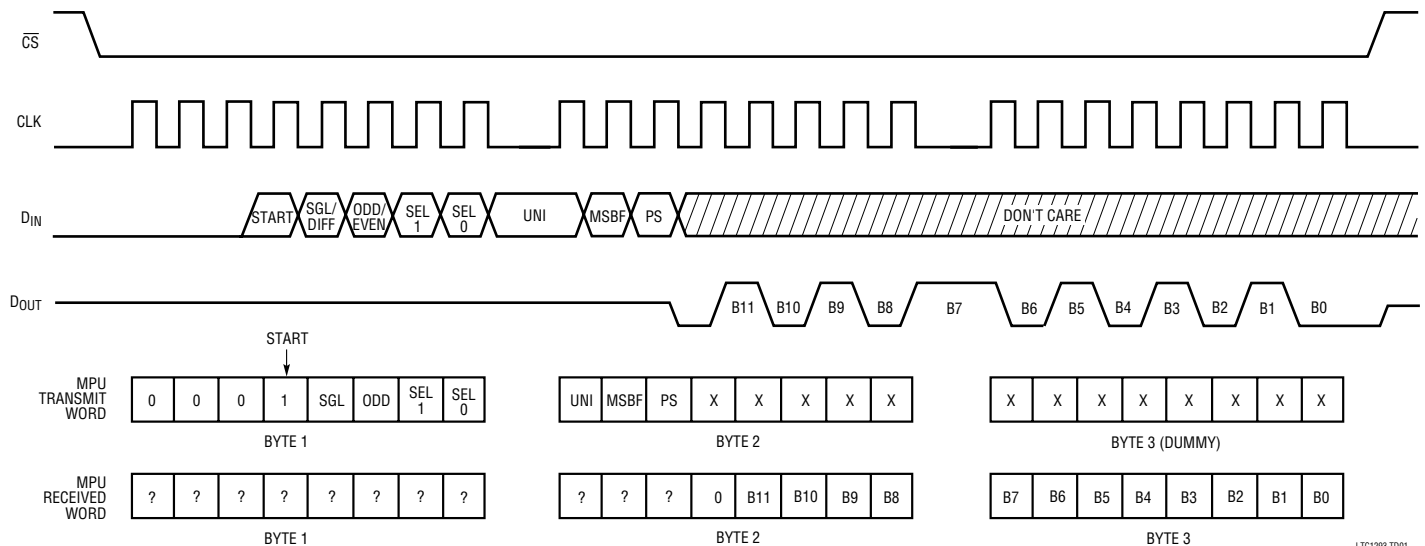 CS
CLK
DIN
START SGL/DIFF ODD/EVEN SEL 1 SEL 0 UNI MSBF PS DON'T CARE
DOUT
B11 B10 B9 B8 B7 B6 B5 B4 B3 B2 B1 B0
START
MPU TRANSMIT WORD
0 0 0 1 SGL ODD SEL 1 SEL 0
UNI MSBF PS X X X X X
X X X X X X X X
BYTE 1
BYTE 2
BYTE 3 (DUMMY)
MPU RECEIVED WORD
? ? ? ? ? ? ? ?
? ? ? 0 B11 B10 B9 B8
B7 B6 B5 B4 B3 B2 B1 B0
BYTE 1
BYTE 2
BYTE 3